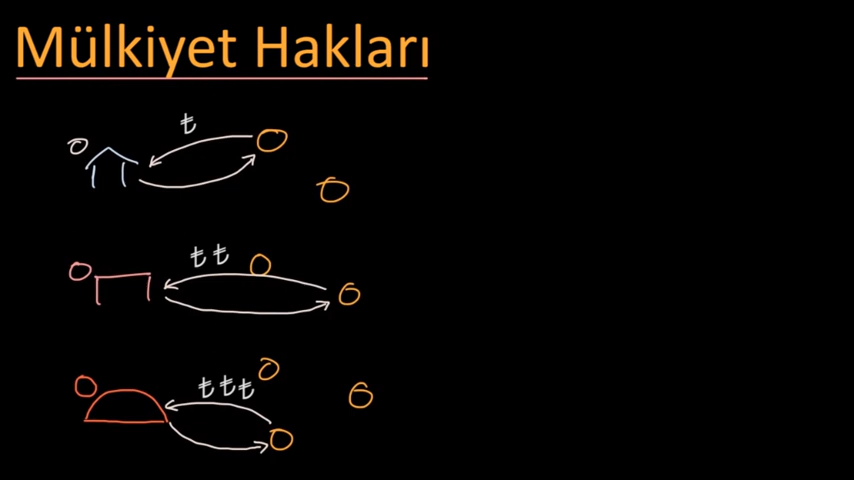 Mülkiyet Hakları
₺
₺ ₺
₺ ₺ ₺